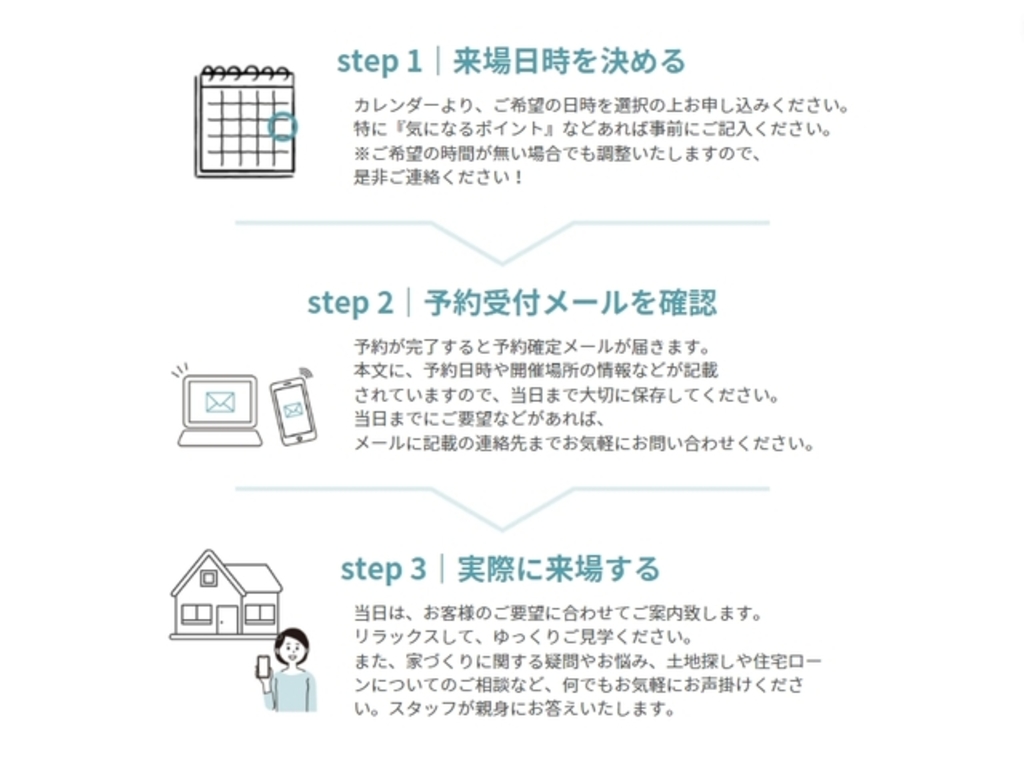 step 1｜来場日時を決める
カレンダーより、ご希望の日時を選択の上お申し込みください。
特に『気になるポイント』などあれば事前にご記入ください。
※ご希望の時間が無い場合でも調整いたしますので、
是非ご連絡ください！
step 2｜予約受付メールを確認
予約が完了すると予約確定メールが届きます。
本文に、予約日時や開催場所の情報などが記載
されていますので、当日まで大切に保存してください。
当日までにご要望などがあれば、
メールに記載の連絡先までお気軽にお問い合わせください。
step 3｜実際に来場する
当日は、お客様のご要望に合わせてご案内致します。
リラックスして、ゆっくりご見学ください。
また、家づくりに関する疑問やお悩み、土地探しや住宅ロー
ンについてのご相談など、何でもお気軽にお声掛けくださ
い。スタッフが親身にお答えいたします。